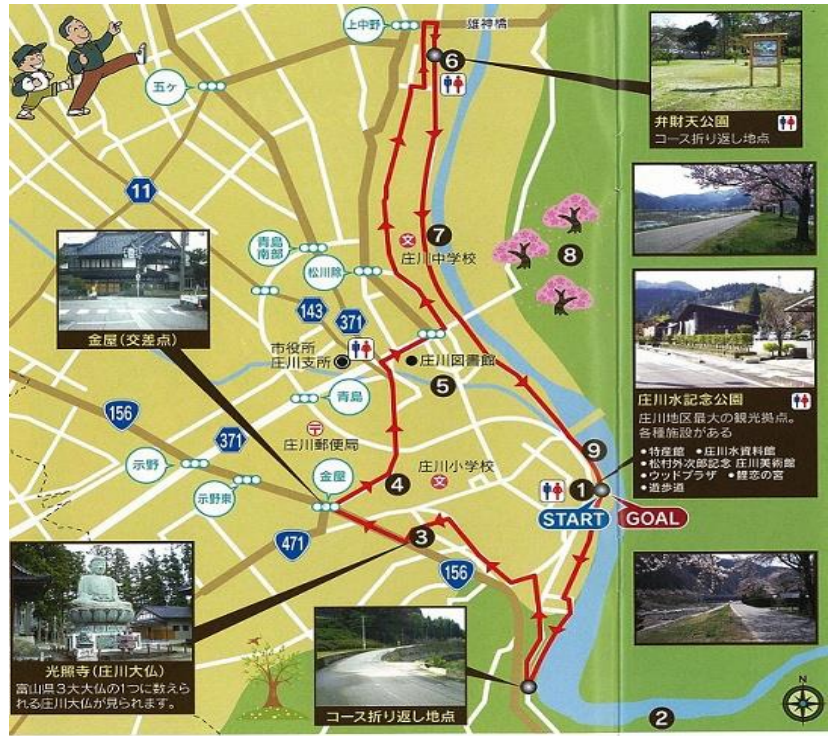 上中野
雄神橋
6
五ケ
弁財天公園
コース折り返し地点
11
7
庄川中学校
文
8
青島
南部
松川除
143
371
金屋(交差点)
市役所
庄川支所
庄川図書館
5
庄川水記念公園
庄川地区最大の観光拠点。
各種施設がある
•特産館 •庄川水資料館
•松村外次郎記念 庄川美術館
•ウッドプラザ •鯉恋の宮
•遊歩道
青島
156
371
庄川郵便局
示野
示野東
金屋
庄川小学校
文
4
9
1
START
GOAL
471
3
156
光照寺(庄川大仏)
富山県3大大仏の1つに数えら
れる庄川大仏が見られます。
コース折り返し地点
2
N